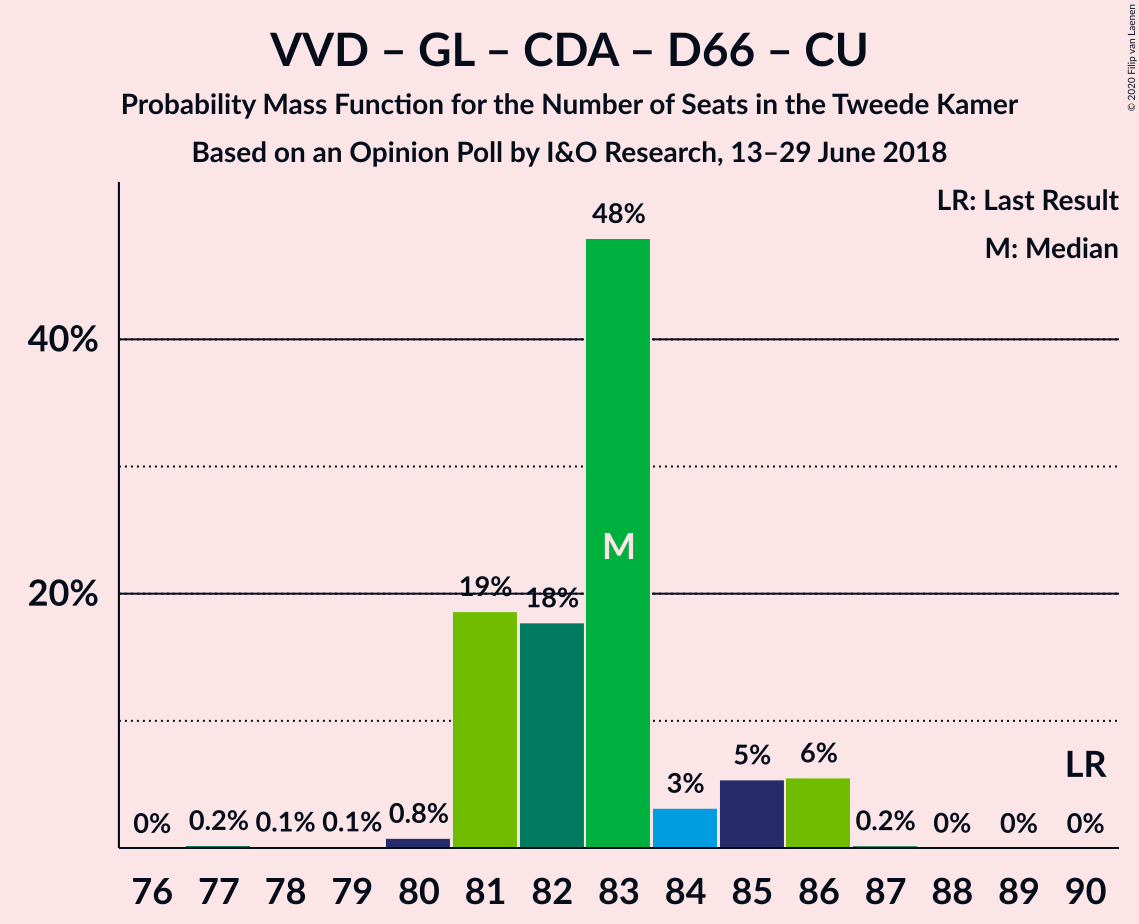 VVD – GL – CDA – D66 – CU
Probability Mass Function for the Number of Seats in the Tweede Kamer
Based on an Opinion Poll by I&O Research, 13–29 June 2018
© 2020 Filip van Laenen
LR: Last Result
M: Median
48%
40%
M
20%
19%
18%
LR
0%
0.2%
0.1%
0.1%
0.8%
3%
5%
6%
0.2%
0%
0%
0%
76 77 78 79 80 81 82 83 84 85 86 87 88 89 90